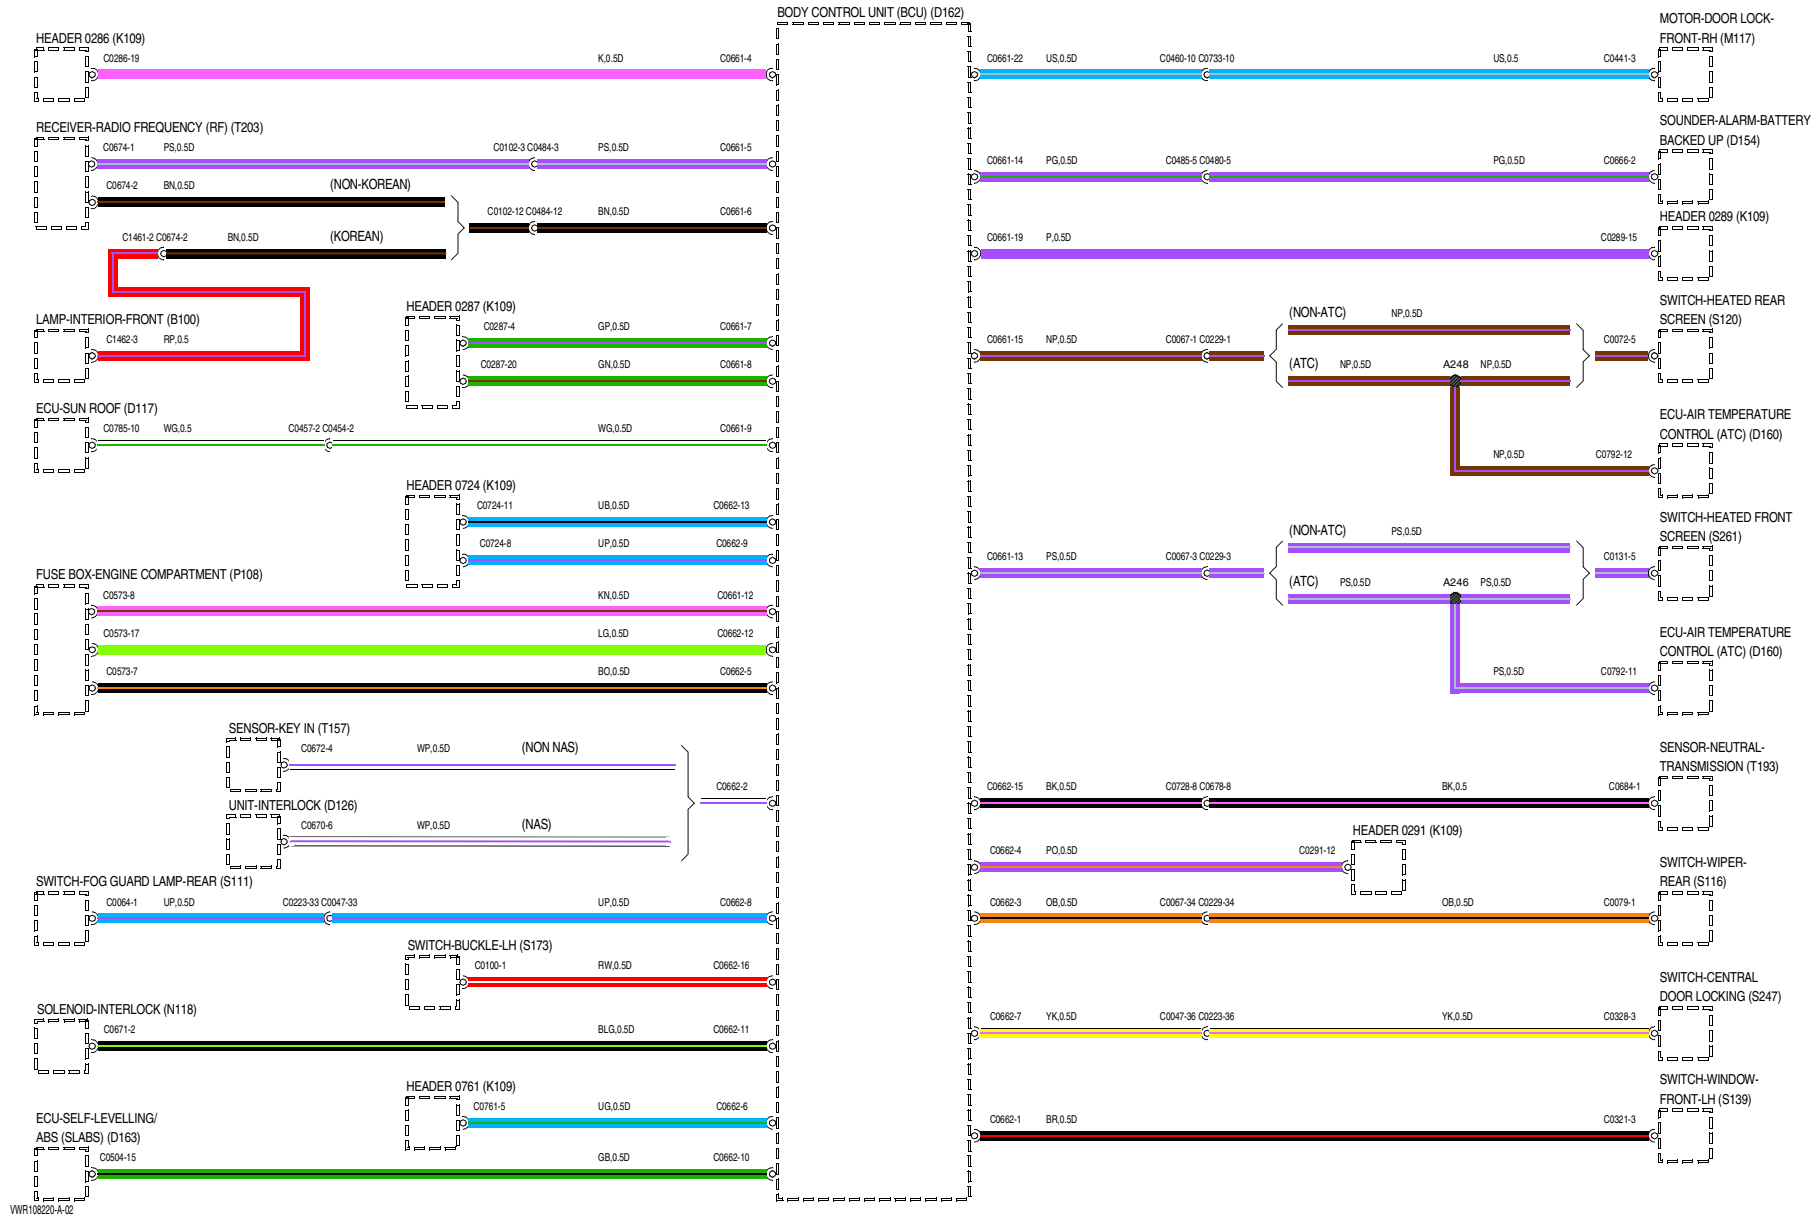 BODY CONTROL UNIT (BCU) (D162)
HEADER 0286 (K109)
C0286-19 K,0.5D C0661-4
RECEIVER-RADIO FREQUENCY (RF) (T203)
C0674-1 PS,0.5D C0102-3 C0484-3 PS,0.5D C0661-5
C0674-2 BN,0.5D (NON-KOREAN)
C0102-12 C0484-12 BN,0.5D C0661-6
C1461-2 C0674-2 BN,0.5D (KOREAN)
LAMP-INTERIOR-FRONT (B100)
C1462-3 RP,0.5
HEADER 0287 (K109)
C0287-4 GP,0.5D C0661-7
C0287-20 GN,0.5D C0661-8
ECU-SUN ROOF (D117)
C0785-10 WG,0.5 C0457-2 C0454-2 WG,0.5D C0661-9
HEADER 0724 (K109)
C0724-11 UB,0.5D C0662-13
C0724-8 UP,0.5D C0662-9
FUSE BOX-ENGINE COMPARTMENT (P108)
C0573-8 KN,0.5D C0661-12
C0573-17 LG,0.5D C0662-12
C0573-7 BO,0.5D C0662-5
SENSOR-KEY IN (T157)
C0672-4 WP,0.5D (NON NAS)
C0662-2
UNIT-INTERLOCK (D126)
C0670-6 WP,0.5D (NAS)
SWITCH-FOG GUARD LAMP-REAR (S111)
C0064-1 UP,0.5D C0223-33 C0047-33 UP,0.5D C0662-8
SWITCH-BUCKLE-LH (S173)
C0100-1 RW,0.5D C0662-16
SOLENOID-INTERLOCK (N118)
C0671-2 BLG,0.5D C0662-11
HEADER 0761 (K109)
C0761-5 UG,0.5D C0662-6
ECU-SELF-LEVELLING/
ABS (SLABS) (D163)
C0504-15 GB,0.5D C0662-10
VWR108220-A-02
MOTOR-DOOR LOCK-
FRONT-RH (M117)
C0661-22 US,0.5D C0460-10 C0733-10 US,0.5 C0441-3
SOUNDER-ALARM-BATTERY
BACKED UP (D154)
C0661-14 PG,0.5D C0485-5 C0480-5 PG,0.5D C0666-2
HEADER 0289 (K109)
C0661-19 P,0.5D C0289-15
SWITCH-HEATED REAR
SCREEN (S120)
(NON-ATC) NP,0.5D
C0661-15 NP,0.5D C0067-1 C0229-1 C0072-5
(ATC) NP,0.5D A248 NP,0.5D
ECU-AIR TEMPERATURE
CONTROL (ATC) (D160)
NP,0.5D C0792-12
SWITCH-HEATED FRONT
SCREEN (S261)
(NON-ATC) PS,0.5D
C0661-13 PS,0.5D C0067-3 C0229-3 C0131-5
(ATC) PS,0.5D A246 PS,0.5D
ECU-AIR TEMPERATURE
CONTROL (ATC) (D160)
PS,0.5D C0792-11
SENSOR-NEUTRAL-
TRANSMISSION (T193)
C0662-15 BK,0.5D C0728-8 C0678-8 BK,0.5 C0684-1
HEADER 0291 (K109)
C0662-4 PO,0.5D C0291-12
SWITCH-WIPER-
REAR (S116)
C0662-3 OB,0.5D C0067-34 C0229-34 OB,0.5D C0079-1
SWITCH-CENTRAL
DOOR LOCKING (S247)
C0662-7 YK,0.5D C0047-36 C0223-36 YK,0.5D C0328-3
SWITCH-WINDOW-
FRONT-LH (S139)
C0662-1 BR,0.5D C0321-3